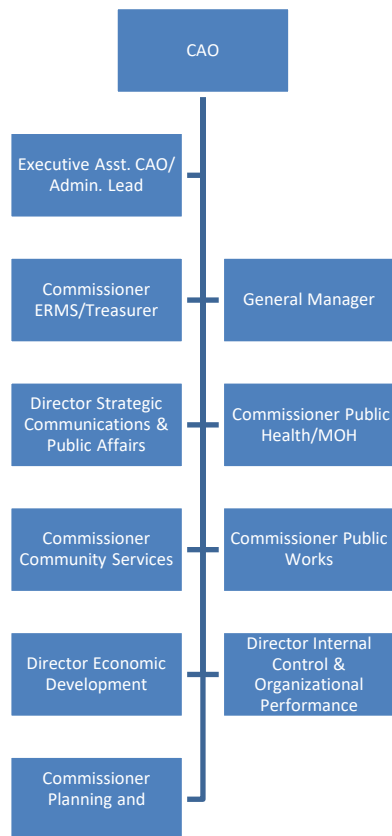 CAO
Executive Asst. CAO/
Admin. Lead
Commissioner
ERMS/Treasurer
General Manager
Director Strategic
Communications &
Public Affairs
Commissioner Public
Health/MOH
Commissioner
Community Services
Commissioner Public
Works
Director Economic
Development
Director Internal
Control &
Organizational
Performance
Commissioner
Planning and